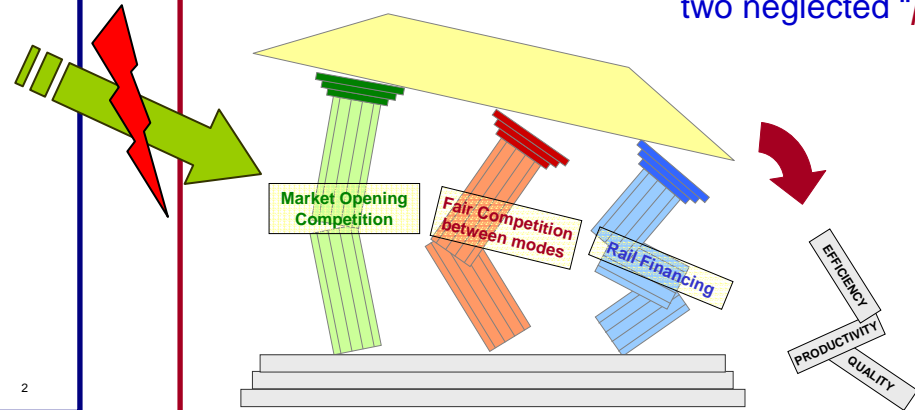 two neglected "
Market Opening
Competition
Fair Competition
between modes
Rail Financing
EFFICIENCY
PRODUCTIVITY
QUALITY
2